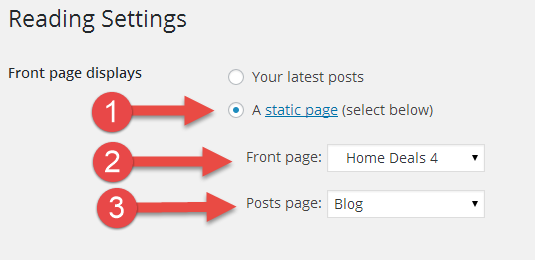 Reading Settings
Front page displays
Your latest posts
1 A static page (select below)
2 Front page: Home Deals 4
3 Posts page: Blog